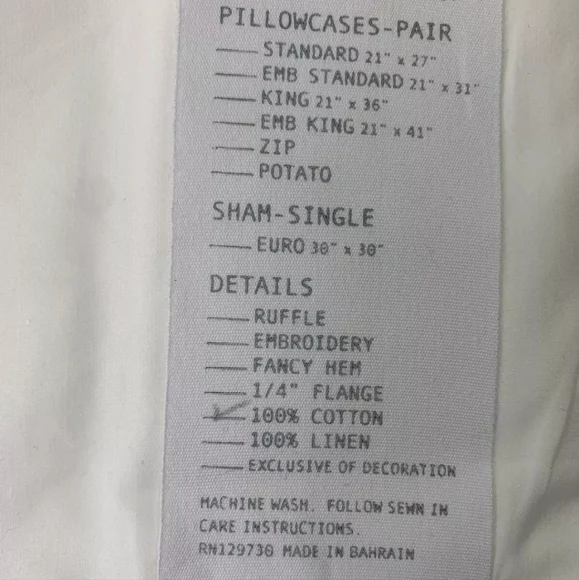 PILLOWCASES-PAIR
STANDARD 21" x 27"
EMB STANDARD 21" x 31"
KING 21" x 36"
EMB KING 21" x 41"
ZIP
POTATO
SHAM-SINGLE
EURO 30" x 30"
DETAILS
RUFFLE
EMBROIDERY
FANCY HEM
1/4" FLANGE
✓ 100% COTTON
100% LINEN
EXCLUSIVE OF DECORATION
MACHINE WASH. FOLLOW SEWN IN
CARE INSTRUCTIONS.
RN129730 MADE IN BAHRAIN